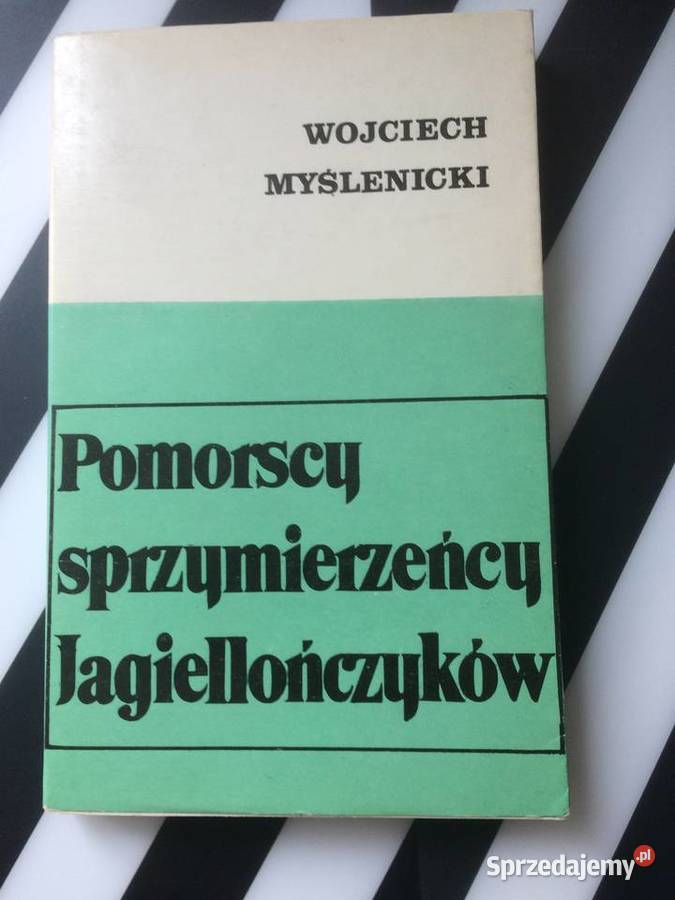 WOJCIECH
MYŚLENICKI
Pomorscy
sprzymierzeńcy
Jagiellończyków
Sprzedajemy.pl